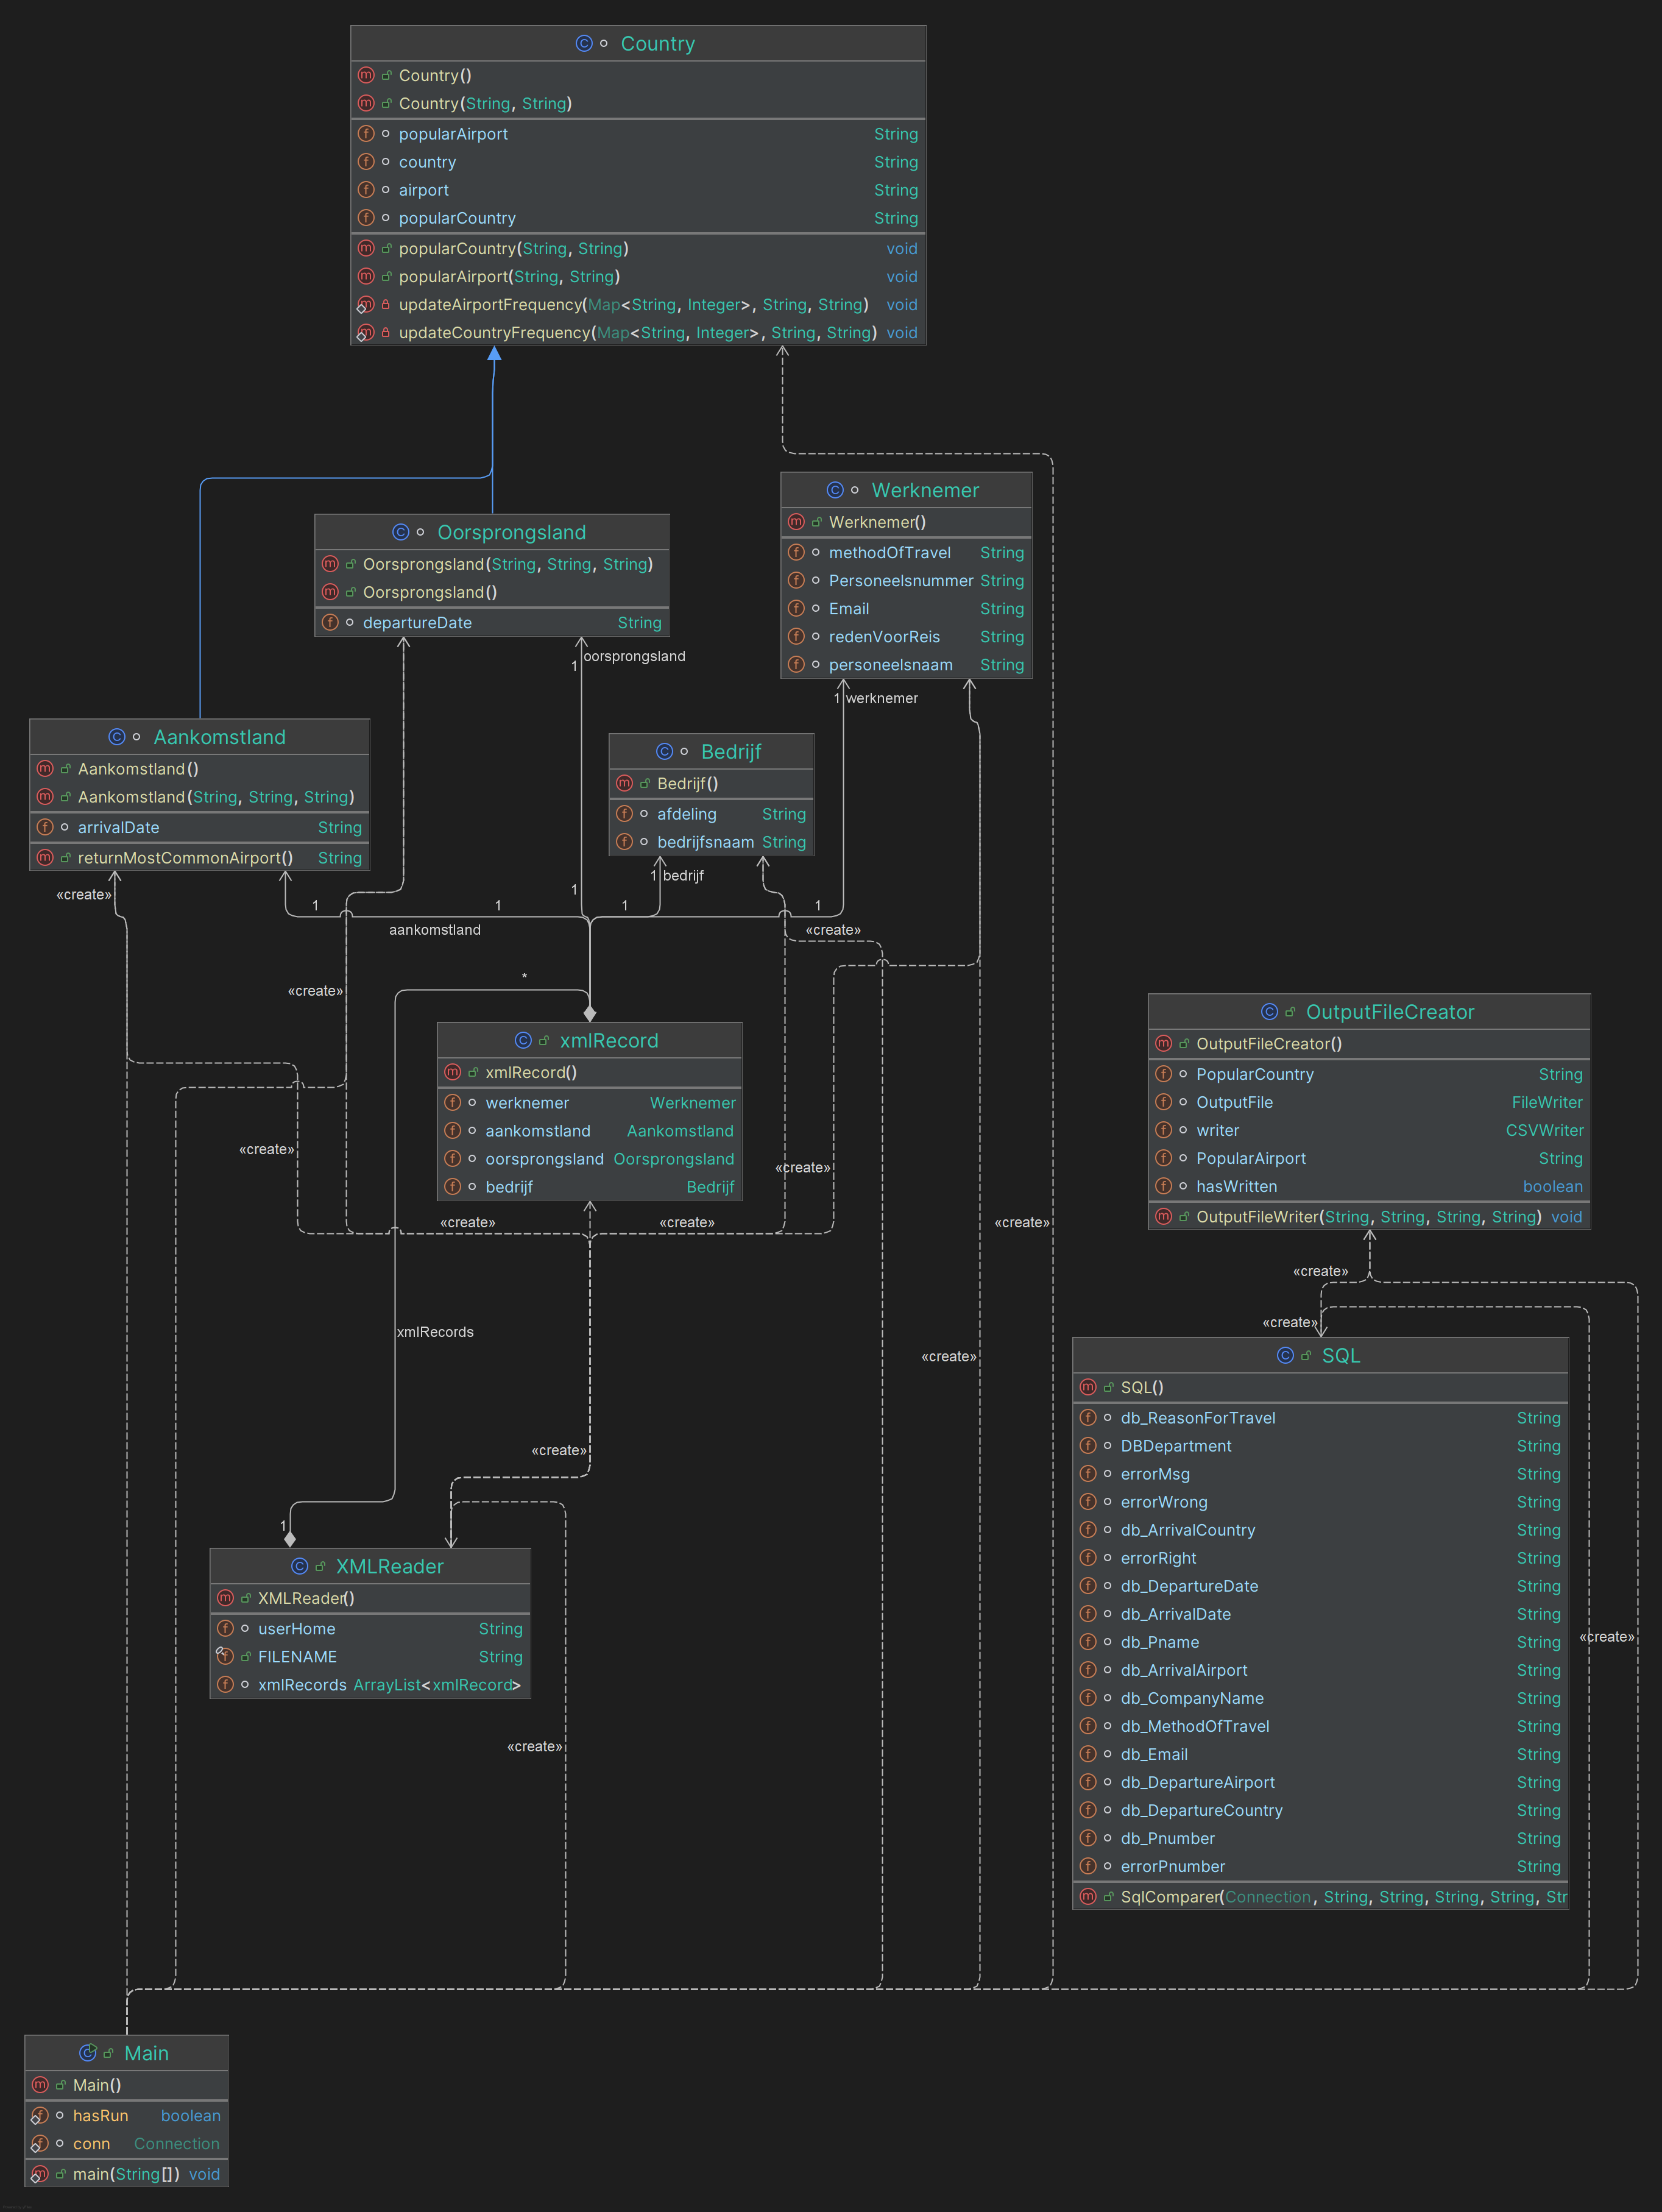 Country
Country()
Country(String, String)
popularAirport String
country String
airport String
popularCountry String
popularCountry(String, String) void
popularAirport(String, String) void
updateAirportFrequency(Map<String, Integer>, String, String) void
updateCountryFrequency(Map<String, Integer>, String, String) void
Werknemer
Werknemer()
methodOfTravel String
Personeelsnummer String
Email String
redenVoorReis String
personeelsnaam String
Oorsprongsland
Oorsprongsland(String, String, String)
Oorsprongsland()
departureDate String
oorsprongsland
1
1 werknemer
Aankomstland
Aankomstland()
Aankomstland(String, String, String)
arrivalDate String
returnMostCommonAirport() String
Bedrijf
Bedrijf()
afdeling String
bedrijfsnaam String
1 bedrijf
«create»
1
1
1
1
1
aankomstland
«create»
*
«create»
xmlRecord
xmlRecord()
werknemer Werknemer
aankomstland Aankomstland
oorsprongsland Oorsprongsland
bedrijf Bedrijf
OutputFileCreator
OutputFileCreator()
PopularCountry String
OutputFile FileWriter
writer CSVWriter
PopularAirport String
hasWritten boolean
OutputFileWriter(String, String, String, String) void
«create»
«create»
«create»
«create»
«create»
«create»
«create»
xmlRecords
«create»
«create»
SQL
SQL()
db_ReasonForTravel String
DBDepartment String
errorMsg String
errorWrong String
db_ArrivalCountry String
errorRight String
db_DepartureDate String
db_ArrivalDate String
db_Pname String
db_ArrivalAirport String
db_CompanyName String
db_MethodOfTravel String
db_Email String
db_DepartureAirport String
db_DepartureCountry String
db_Pnumber String
errorPnumber String
SqlComparer(Connection, String, String, String, String, Str
«create»
1
XMLReader
XMLReader()
userHome String
FILENAME String
xmlRecords ArrayList<xmlRecord>
«create»
Main
Main()
hasRun boolean
conn Connection
main(String[]) void